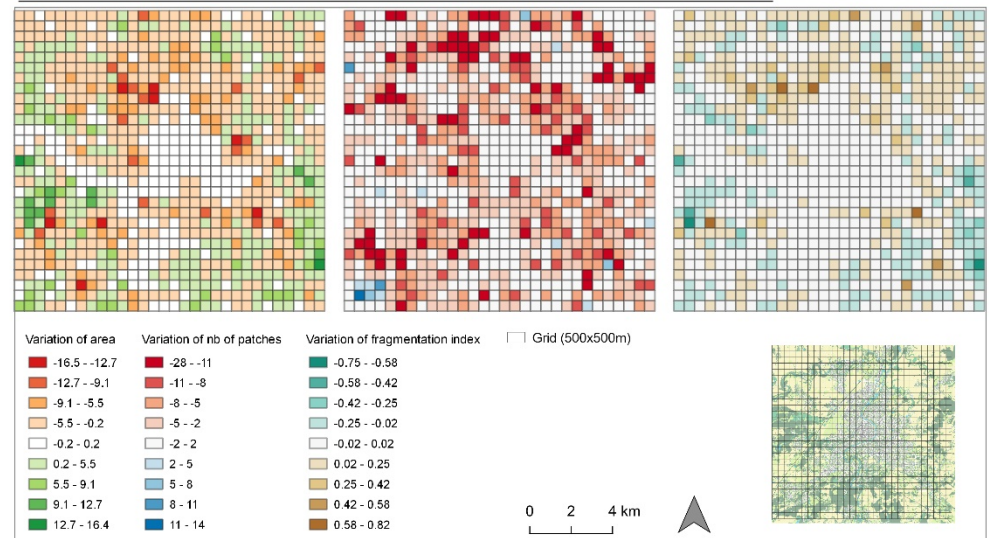 Variation of area
-16.5 - -12.7
-12.7 - -9.1
-9.1 - -5.5
-5.5 - -0.2
-0.2 - 0.2
0.2 - 5.5
5.5 - 9.1
9.1 - 12.7
12.7 - 16.4
Variation of nb of patches
-28 - -11
-11 - -8
-8 - -5
-5 - -2
-2 - 2
2 - 5
5 - 8
8 - 11
11 - 14
Variation of fragmentation index
-0.75 - -0.58
-0.58 - -0.42
-0.42 - -0.25
-0.25 - -0.02
-0.02 - 0.02
0.02 - 0.25
0.25 - 0.42
0.42 - 0.58
0.58 - 0.82
Grid (500x500m)
0 2 4 km